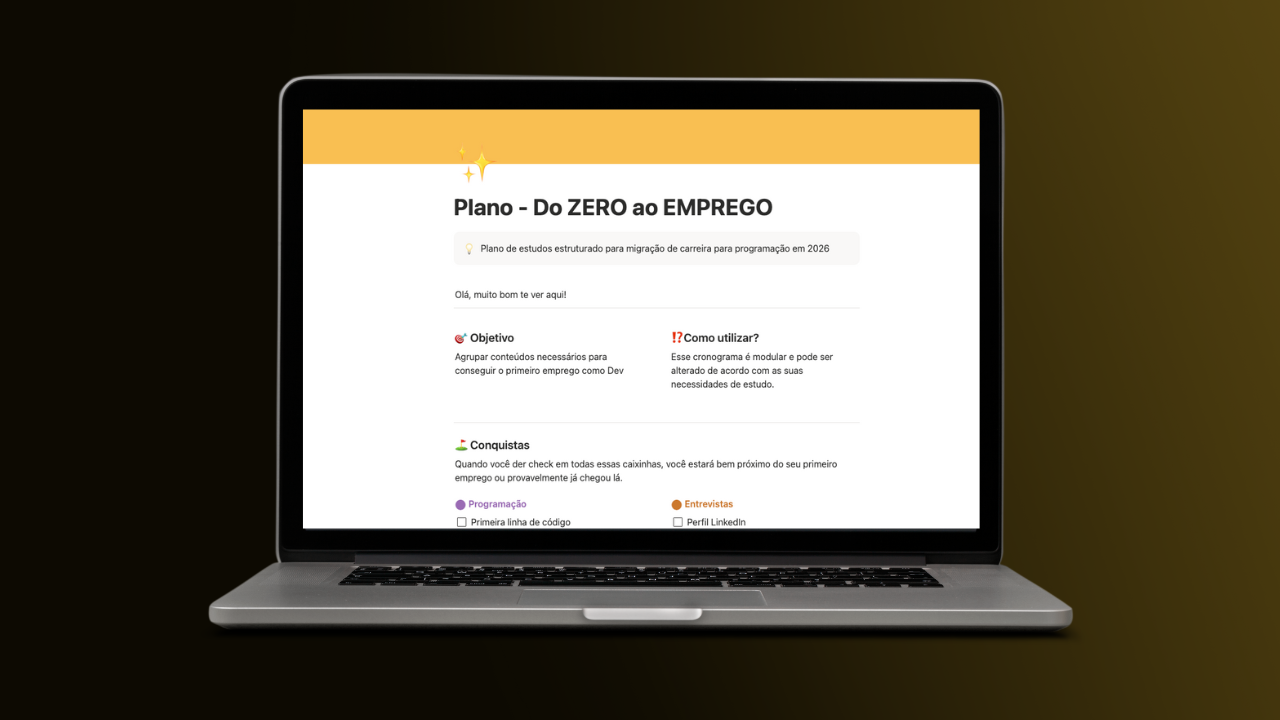 Plano - Do ZERO ao EMPREGO
Plano de estudos estruturado para migração de carreira para programação em 2026
Olá, muito bom te ver aqui!
🎯 Objetivo
Agrupar conteúdos necessários para
conseguir o primeiro emprego como Dev
⁉️Como utilizar?
Esse cronograma é modular e pode ser
alterado de acordo com as suas
necessidades de estudo.
⛳ Conquistas
Quando você der check em todas essas caixinhas, você estará bem próximo do seu primeiro
emprego ou provavelmente já chegou lá.
Programação
Primeira linha de código
Entrevistas
Perfil LinkedIn